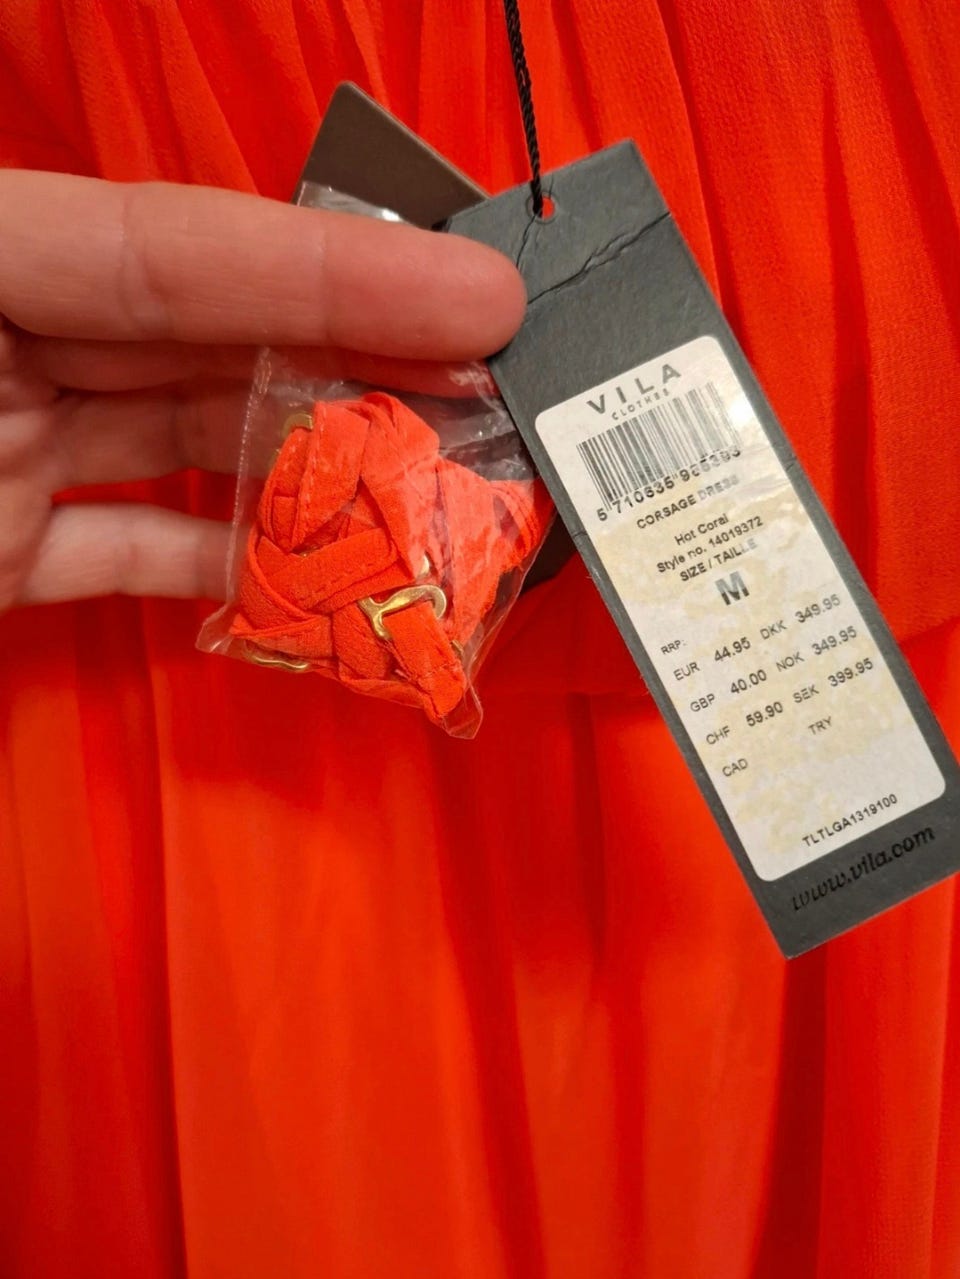 VILA
CLOTHES
CORSAGE DRESS
Hot Coral
Style no. 14019372
SIZE / TAILLE
M
RRP:
EUR 44.95 DKK 349.95
GBP 40.00 NOK 349.95
CHF 59.90 SEK 399.95
CAD TRY
TLTLGA1319100
www.vila.com